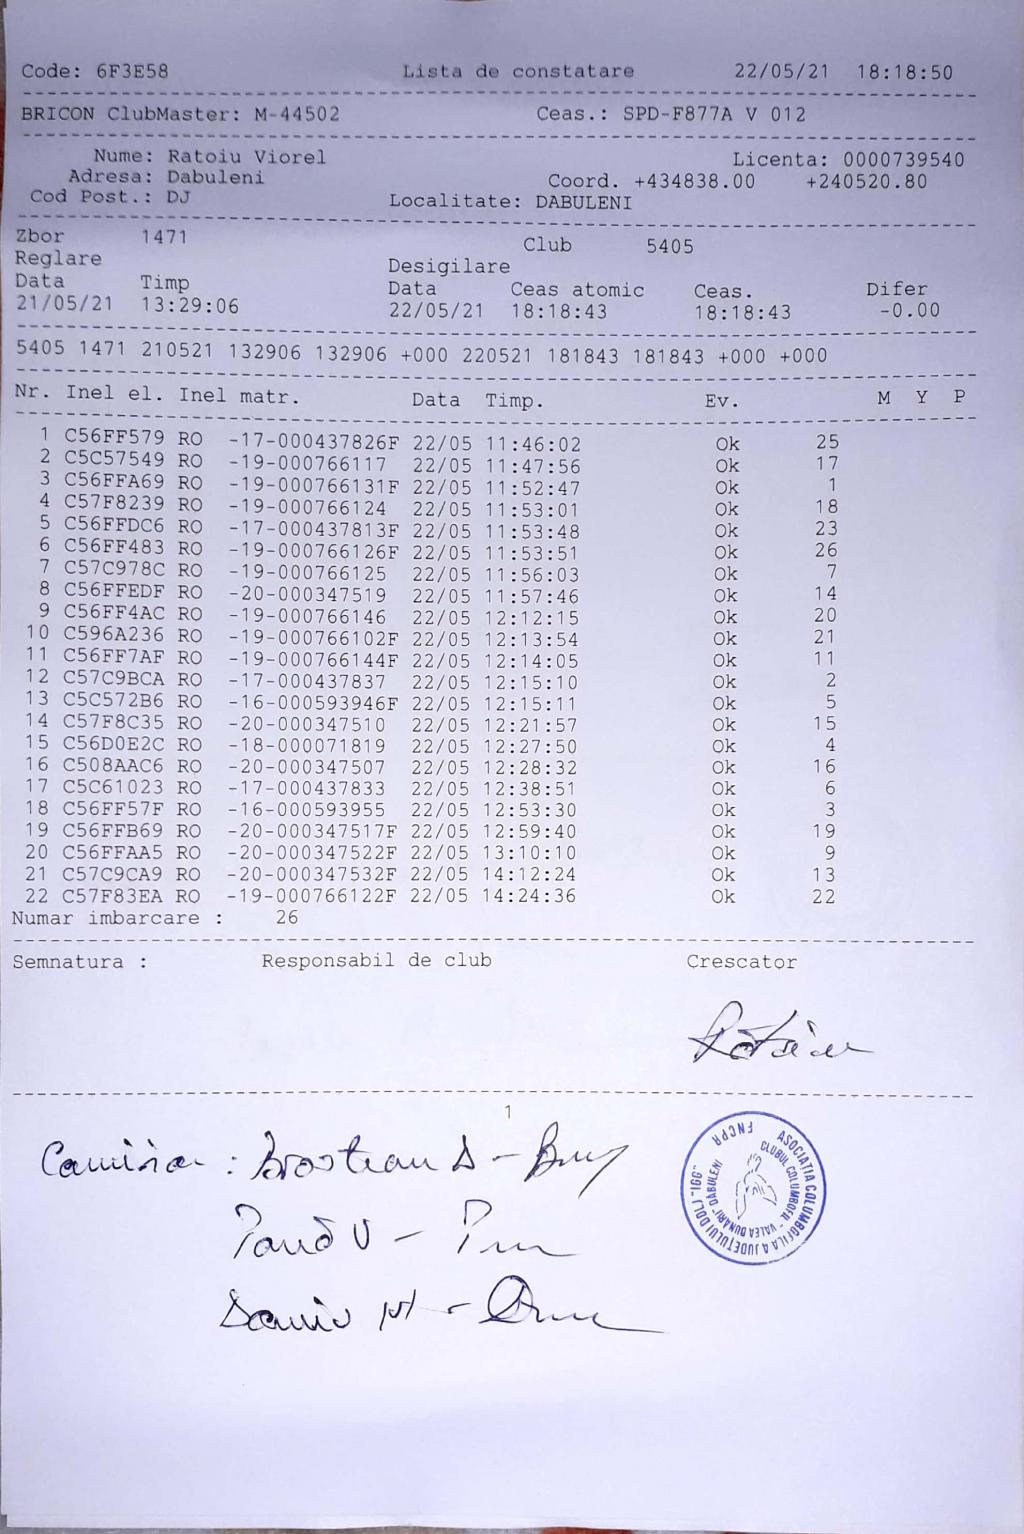 Code: 6F3E58 Lista de constatare 22/05/21 18:18:50
BRICON ClubMaster: M-44502 Ceas.: SPD-F877A V 012
Nume: Ratoiu Viorel Licenta: 0000739540
Adresa: Dabuleni Coord. +434838.00 +240520.80
Cod Post.: DJ Localitate: DABULENI
Zbor 1471 Club 5405
Reglare Desigilare
Data Timp Data Ceas atomic Ceas. Difer
21/05/21 13:29:06 22/05/21 18:18:43 18:18:43 -0.00
5405 1471 210521 132906 132906 +000 220521 181843 181843 +000 +000
Nr. Inel el. Inel matr. Data Timp. Ev. M Y P
1 C56FF579 RO -17-000437826F 22/05 11:46:02 Ok 25
2 C5C57549 RO -19-000766117 22/05 11:47:56 Ok 17
3 C56FFA69 RO -19-000766131F 22/05 11:52:47 Ok 1
4 C57F8239 RO -19-000766124 22/05 11:53:01 Ok 18
5 C56FFDC6 RO -17-000437813F 22/05 11:53:48 Ok 23
6 C56FF483 RO -19-000766126F 22/05 11:53:51 Ok 26
7 C57C978C RO -19-000766125 22/05 11:56:03 Ok 7
8 C56FFEDF RO -20-000347519 22/05 11:57:46 Ok 14
9 C56FF4AC RO -19-000766146 22/05 12:12:15 Ok 20
10 C596A236 RO -19-000766102F 22/05 12:13:54 Ok 21
11 C56FF7AF RO -19-000766144F 22/05 12:14:05 Ok 11
12 C57C9BCA RO -17-000437837 22/05 12:15:10 Ok 2
13 C5C572B6 RO -16-000593946F 22/05 12:15:11 Ok 5
14 C57F8C35 RO -20-000347510 22/05 12:21:57 Ok 15
15 C56D0E2C RO -18-000071819 22/05 12:27:50 Ok 4
16 C508AAC6 RO -20-000347507 22/05 12:28:32 Ok 16
17 C5C61023 RO -17-000437833 22/05 12:38:51 Ok 6
18 C56FF57F RO -16-000593955 22/05 12:53:30 Ok 3
19 C56FFB69 RO -20-000347517F 22/05 12:59:40 Ok 19
20 C56FFAA5 RO -20-000347522F 22/05 13:10:10 Ok 9
21 C57C9CA9 RO -20-000347532F 22/05 14:12:24 Ok 13
22 C57F83EA RO -19-000766122F 22/05 14:24:36 Ok 22
Numar imbarcare : 26
Semnatura : Responsabil de club Crescator
1
FNCPR ASOCIAȚIA COLUMBOFILA A JUDEȚULUI DOLJ "IGG"
CLUBUL COLUMBOFIL - VALEA DUNĂRII" DĂBULENI